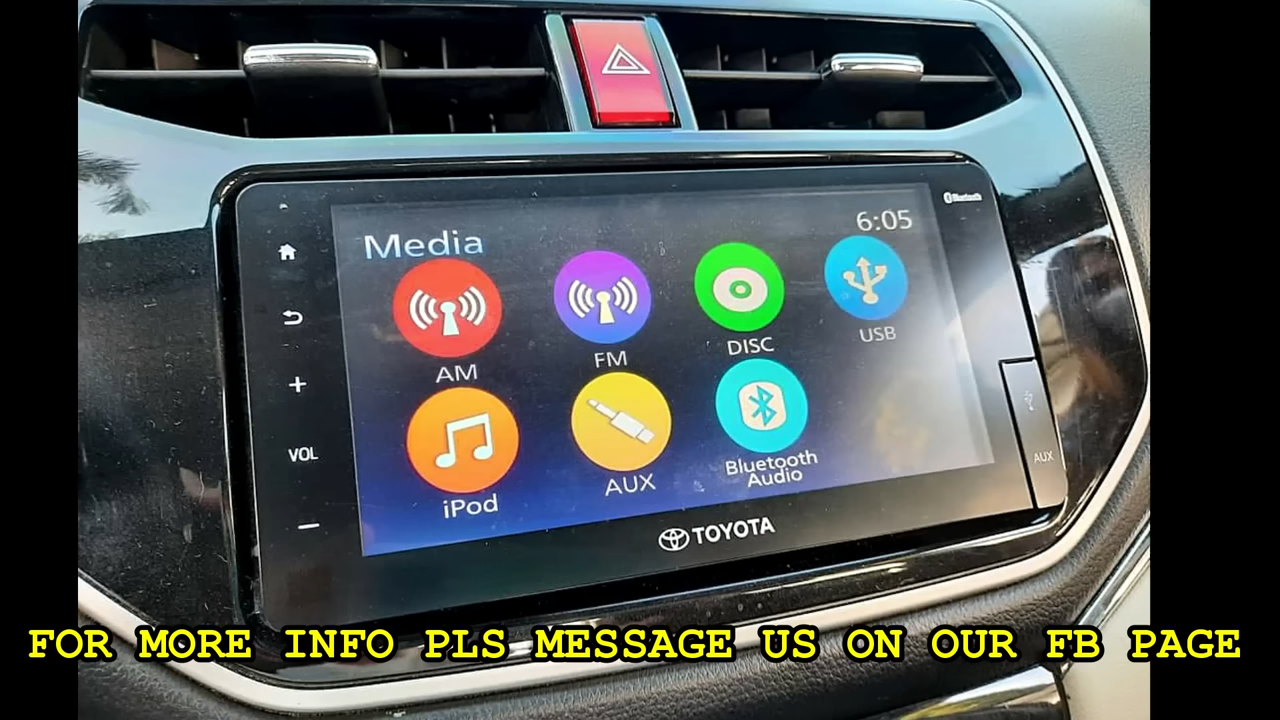 Bluetooth
6:05
Media
AM
FM
DISC
USB
iPod
AUX
Bluetooth
Audio
VOL
AUX
TOYOTA
FOR MORE INFO PLS MESSAGE US ON OUR FB PAGE